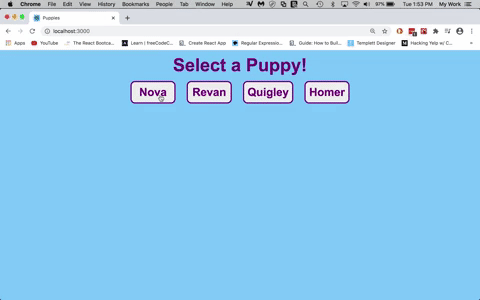 Chrome File Edit View History Bookmarks People Tab Window Help 97% Tue 1:53 PM My Work
Puppies
localhost:3000
Apps YouTube The React Bootca... Learn | freeCodeC... Create React App Regular Expressio... Guide: How to Buil... Templett Designer Hacking Yelp w/ C...
Select a Puppy!
Nova Revan Quigley Homer